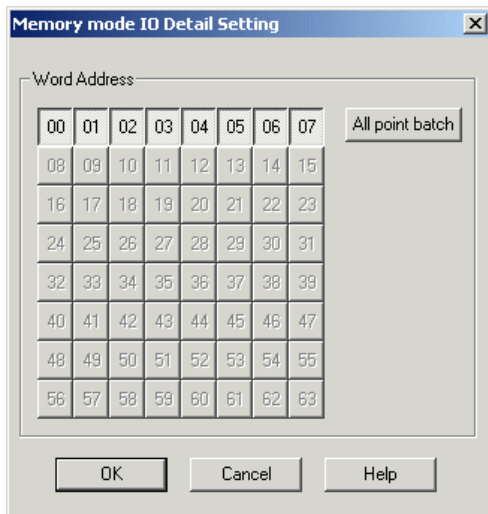 Memory mode IO Detail Setting
Word Address
00 01 02 03 04 05 06 07 All point batch
08 09 10 11 12 13 14 15
16 17 18 19 20 21 22 23
24 25 26 27 28 29 30 31
32 33 34 35 36 37 38 39
40 41 42 43 44 45 46 47
48 49 50 51 52 53 54 55
56 57 58 59 60 61 62 63
OK Cancel Help